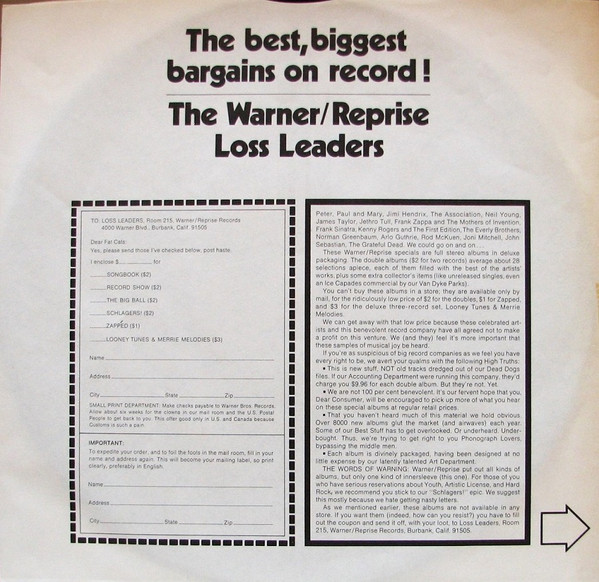 The best, biggest
bargains on record!
The Warner/Reprise
Loss Leaders
TO: LOSS LEADERS, Room 215, Warner/Reprise Records
4000 Warner Blvd., Burbank, Calif. 91505
Dear Fat Cats:
Yes, please send those I've checked below, post haste.
I enclose $ for
SONGBOOK ($2)
RECORD SHOW ($2)
THE BIG BALL ($2)
SCHLAGERS! ($2)
ZAPPÉD ($1)
LOONEY TUNES & MERRIE MELODIES ($3)
Name
Address
City State Zip
SMALL PRINT DEPARTMENT: Make checks payable to Warner Bros. Records.
Allow about six weeks for the clowns in our mail room and the U.S. Postal
People to get back to you. This offer good only in U.S. and Canada because
Customs is such a pain.
IMPORTANT:
To expedite your order, and to foil the fools in the mail room, fill in your
name and address again. This will become your mailing label, so print
clearly, preferably in English.
Name
Address
City State Zip
Peter, Paul and Mary, Jimi Hendrix, The Association, Neil Young,
James Taylor, Jethro Tull, Frank Zappa and The Mothers of Invention,
Frank Sinatra, Kenny Rogers and The First Edition, The Everly Brothers,
Norman Greenbaum, Arlo Guthrie, Rod McKuen, Joni Mitchell, John
Sebastian, The Grateful Dead. We could go on and on....
These Warner/Reprise specials are full stereo albums in deluxe
packaging. The double albums ($2 for two records) average about 28
selections apiece, each of them filled with the best of the artists'
works, plus some extra items (like unreleased singles, even
an Ice Capades commercial by our Van Dyke Parks).
You can't buy these albums in a store; they are available only by
mail, for the ridiculously low price of $2 for the doubles, $1 for Zapped,
and $3 for the deluxe three-record set, Looney Tunes & Merrie
Melodies.
We can get away with that low price because these celebrated art-
ists and this benevolent record company have all agreed not to make
a profit on this venture. We (and they) feel it's more important that
these samples of musical joy be heard.
If you're as suspicious of big record companies as we feel you have
every right to be, we avert your qualms with the following High Truths:
• This is new stuff, NOT old tracks dredged out of our Dead Dogs
files. If our Accounting Department were running this company, they'd
charge you $9.96 for each double album. But they're not. Yet.
• We are not 100 per cent benevolent. It's our fervent hope that you,
Dear Consumer, will be encouraged to pick up more of what you hear
on these special albums at regular retail prices.
• That you haven't heard much of this material we hold obvious.
Over 8000 new albums glut the market (and airwaves) each year.
Some of our Best Stuff has to get overlooked. Or underheard. Under-
bought. Thus, we're trying to get right to you Phonograph Lovers,
bypassing the middle men.
• Each album is divinely packaged, having been designed at no
little expense by our latently talented Art Department.
THE WORDS OF WARNING: Warner/Reprise put out all kinds of
albums, but only one kind of innersleeve (this one). For those of you
who have serious reservations about Youth, Artistic License, and Hard
Rock, we recommend you stick to our "Schlagers!" epic. We suggest
this mostly because we hate getting nasty letters.
As we mentioned earlier, these albums are not available in any
store. If you want them (indeed, how can you resist?) you have to fill
out the coupon and send it off, with your loot, to Loss Leaders, Room
215, Warner/Reprise Records, Burbank, Calif. 91505.